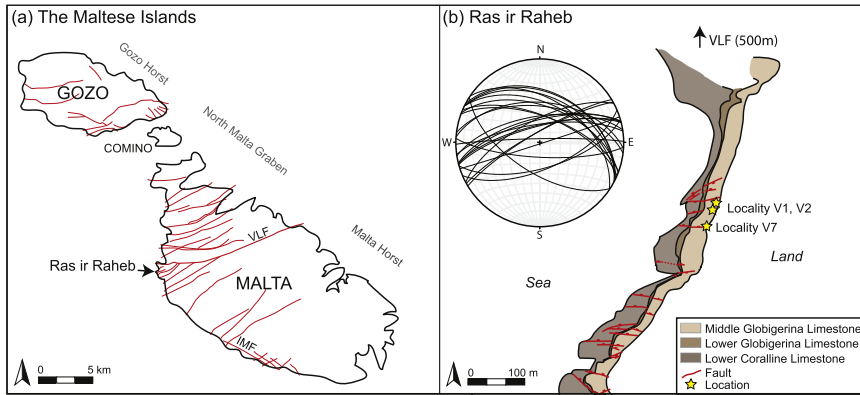 (a) The Maltese Islands
Gozo Horst
GOZO
COMINO
North Malta Graben
VLF
Malta Horst
Ras ir Raheb
MALTA
IMF
0 5 km
(b) Ras ir Raheb
VLF (500m)
N
W
E
S
Locality V1, V2
Locality V7
Sea
Land
0 100 m
Middle Globigerina Limestone
Lower Globigerina Limestone
Lower Coralline Limestone
Fault
Location